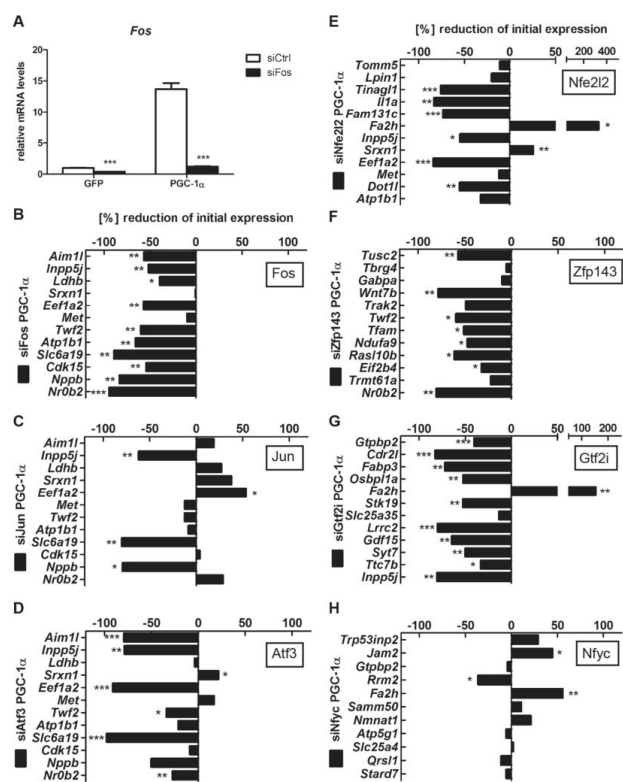 A
Fos
relative mRNA levels
20
15
10
5
0
siCtrl
siFos
***
***
GFP
PGC-1α
B
[%] reduction of initial expression
-100 -50 0 50 100
siFos PGC-1α
Fos
Aim1l **
Inpp5j **
Ldhb *
Srxn1
Eef1a2 **
Met
Twf2 **
Atp1b1 **
Slc6a19 **
Cdk15 **
Nppb **
Nr0b2 ***
C
-100 -50 0 50 100
siJun PGC-1α
Jun
Aim1l
Inpp5j **
Ldhb
Srxn1
Eef1a2 *
Met
Twf2
Atp1b1
Slc6a19 **
Cdk15
Nppb *
Nr0b2
D
-100 -50 0 50 100
siAtf3 PGC-1α
Atf3
Aim1l ***
Inpp5j **
Ldhb
Srxn1 *
Eef1a2 ***
Met
Twf2 *
Atp1b1
Slc6a19 ***
Cdk15
Nppb
Nr0b2 **
E
[%] reduction of initial expression
-100 -50 0 50 100 400
siNfe2l2 PGC-1α
Nfe2l2
Tomm5
Lpin1
Tinagl1 ***
Il1a **
Fam131c ***
Fa2h *
Inpp5j *
Srxn1 **
Eef1a2 ***
Met
Dot1l **
Atp1b1
F
-100 -50 0 50 100
siZfp143 PGC-1α
Zfp143
Tusc2 **
Tbrg4
Gabpa
Wnt7b **
Trak2
Twf2 *
Tfam *
Ndufa9 *
Rasl10b *
Eif2b4 *
Trmt61a
Nr0b2 **
G
-100 -50 0 50 100 200
siGtf2i PGC-1α
Gtf2i
Gtpbp2 ***
Cdr2l ***
Fabp3 **
Osbpl1a **
Fa2h **
Stk19 **
Slc25a35
Lrrc2 ***
Gdf15 **
Syt7 **
Ttc7b *
Inpp5j **
H
-100 -50 0 50 100
siNfyc PGC-1α
Nfyc
Trp53inp2
Jam2 *
Gtpbp2
Rrm2 *
Fa2h **
Samm50
Nmnat1
Atp5g1
Slc25a4
Qrsl1
Stard7